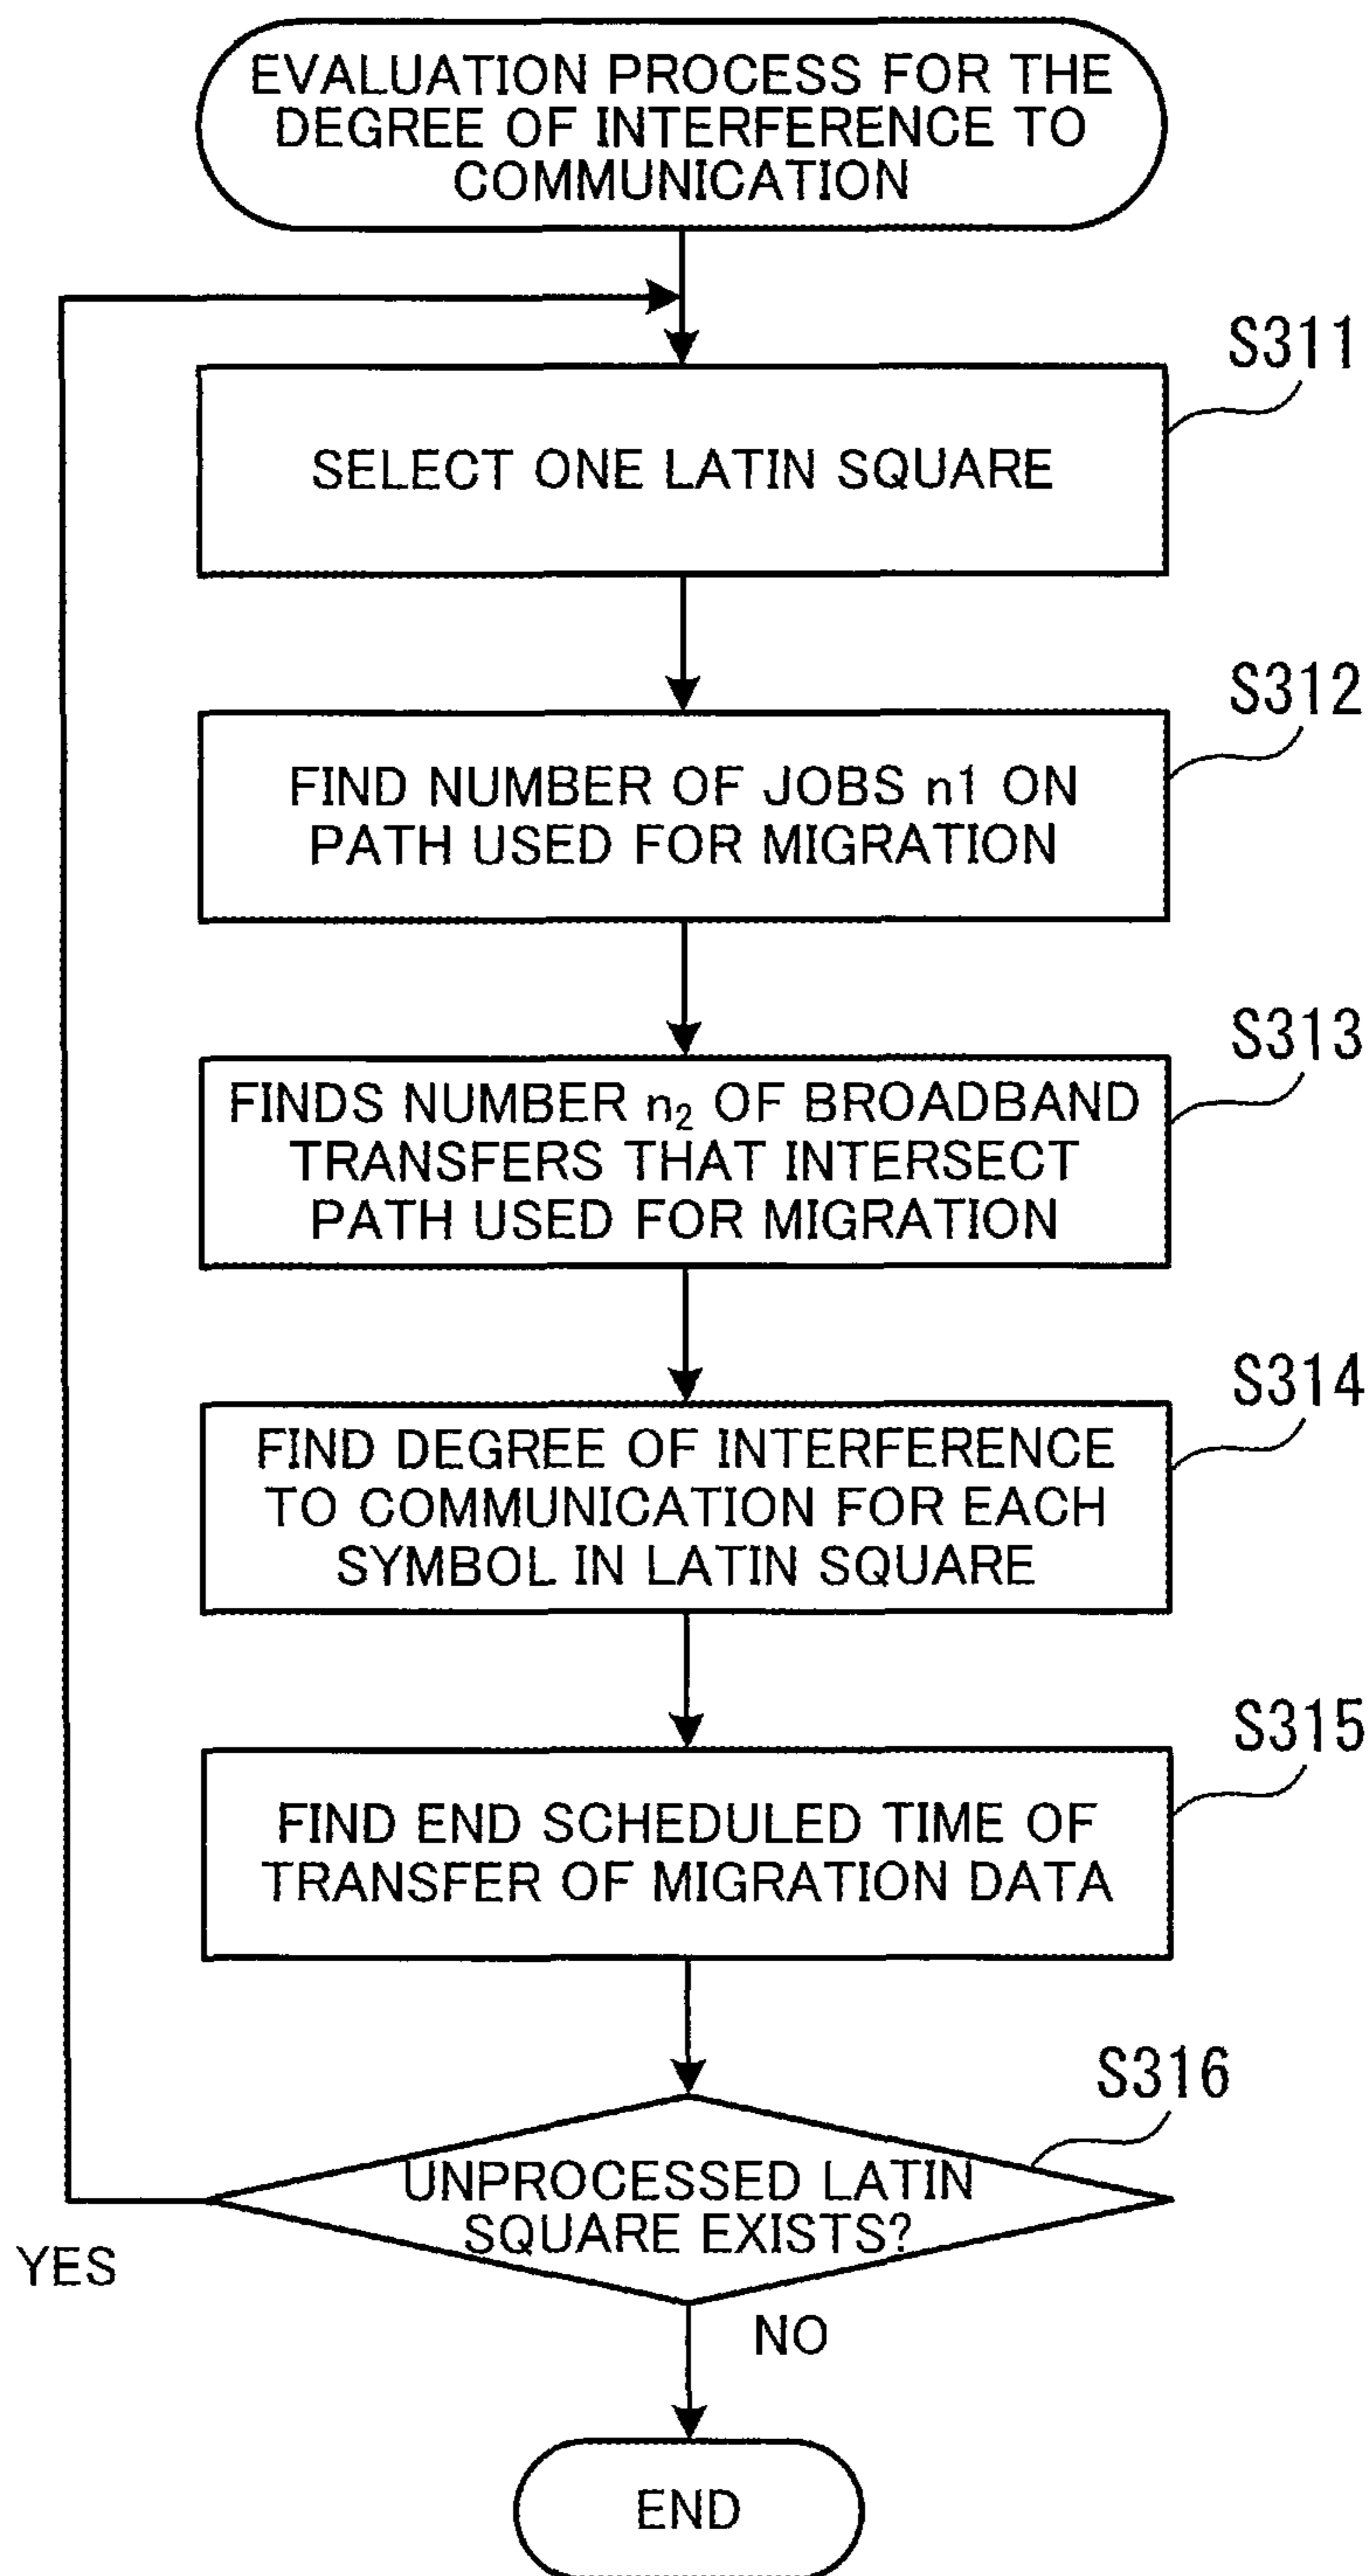 EVALUATION PROCESS FOR THE
DEGREE OF INTERFERENCE TO
COMMUNICATION
S311
SELECT ONE LATIN SQUARE
S312
FIND NUMBER OF JOBS n1 ON
PATH USED FOR MIGRATION
S313
FINDS NUMBER n₂ OF BROADBAND
TRANSFERS THAT INTERSECT
PATH USED FOR MIGRATION
S314
FIND DEGREE OF INTERFERENCE
TO COMMUNICATION FOR EACH
SYMBOL IN LATIN SQUARE
S315
FIND END SCHEDULED TIME OF
TRANSFER OF MIGRATION DATA
S316
UNPROCESSED LATIN
SQUARE EXISTS?
YES
NO
END